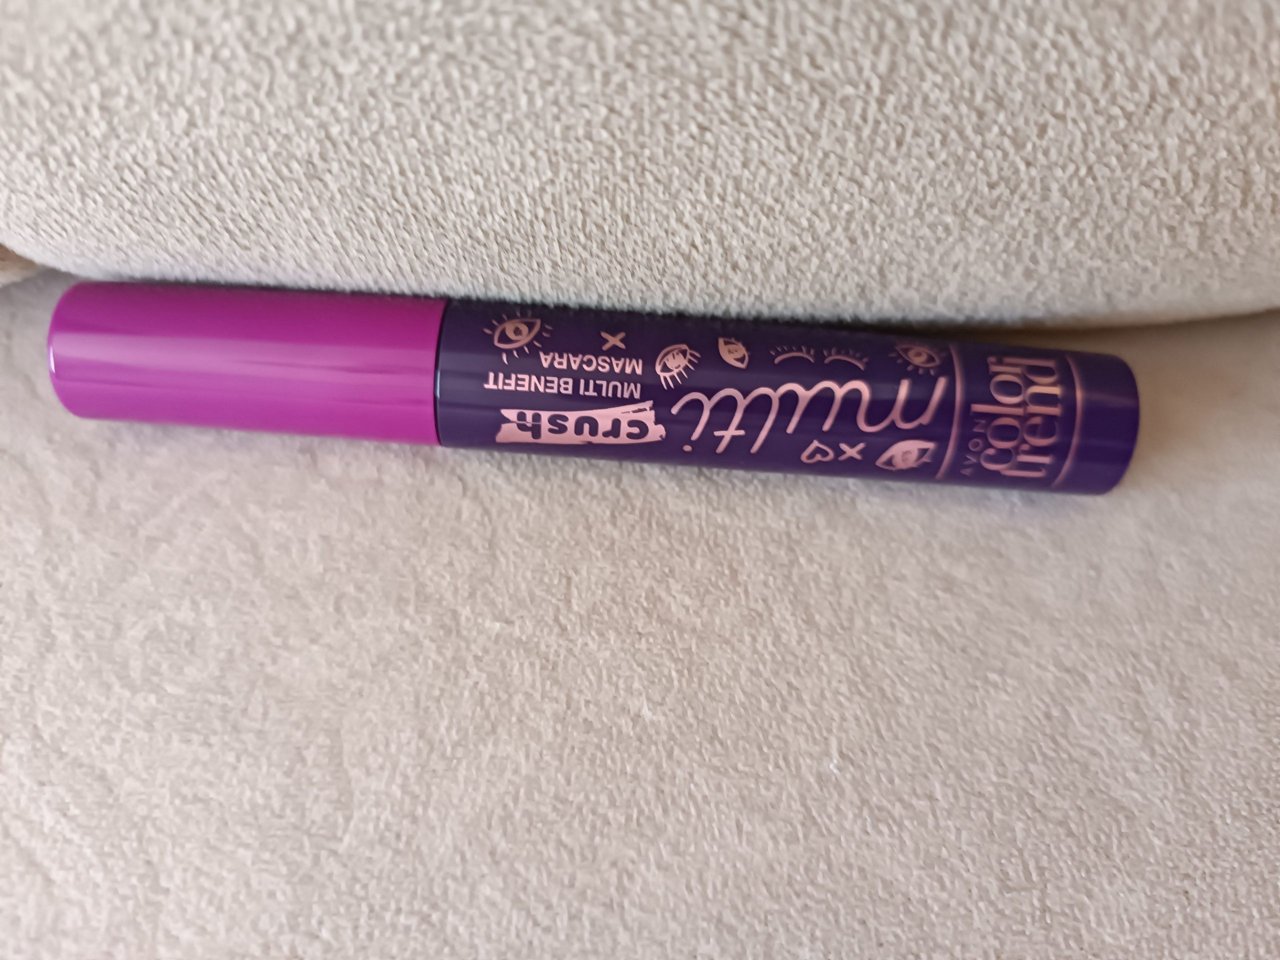 AVON
color
trend
multi
crush
MULTI BENEFIT
MASCARA